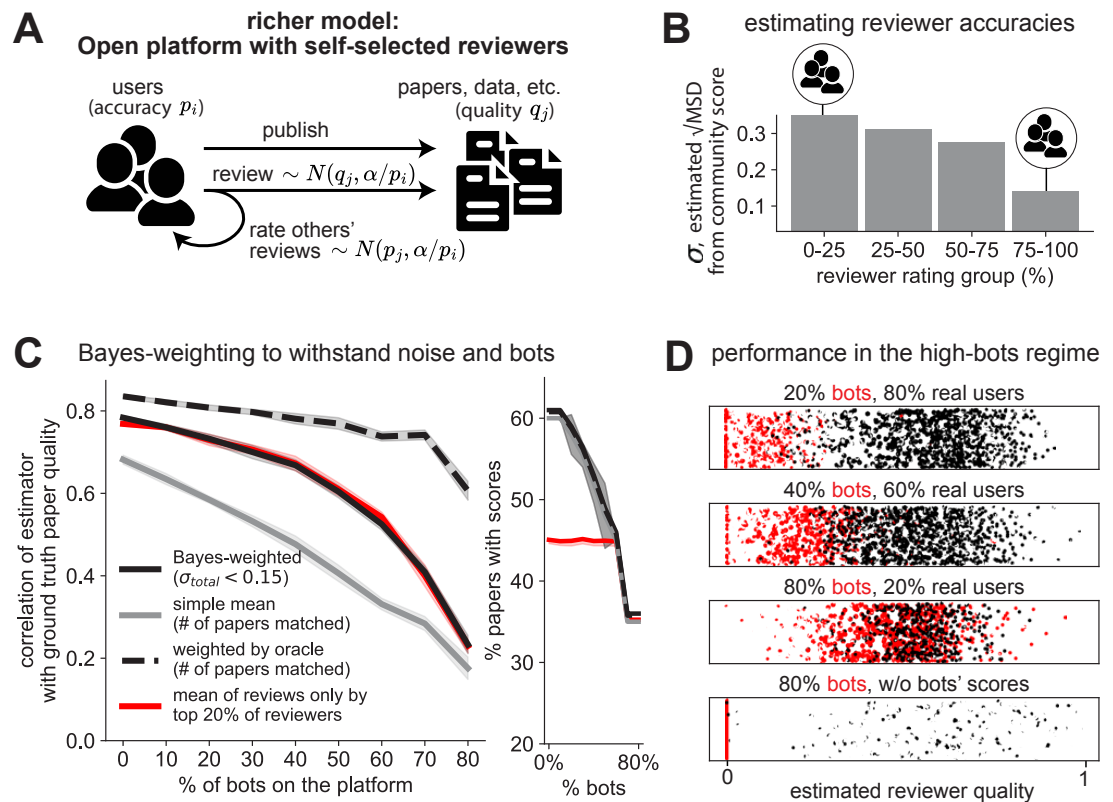 A
richer model:
Open platform with self-selected reviewers
users
(accuracy p_i)
papers, data, etc.
(quality q_j)
publish
review ∼ N(q_j, α/p_i)
rate others'
reviews ∼ N(p_j, α/p_i)
B
estimating reviewer accuracies
σ, estimated √MSD
from community score
0.3
0.1
0-25 25-50 50-75 75-100
reviewer rating group (%)
C
Bayes-weighting to withstand noise and bots
correlation of estimator
with ground truth paper quality
0.8
0.6
0.4
0.2
0.0
Bayes-weighted
(σ_total < 0.15)
simple mean
(# of papers matched)
weighted by oracle
(# of papers matched)
mean of reviews only by
top 20% of reviewers
0 10 20 30 40 50 60 70 80
% of bots on the platform
% papers with scores
60
50
40
30
20
0% 80%
% bots
D
performance in the high-bots regime
20% bots, 80% real users
40% bots, 60% real users
80% bots, 20% real users
80% bots, w/o bots' scores
0 1
estimated reviewer quality